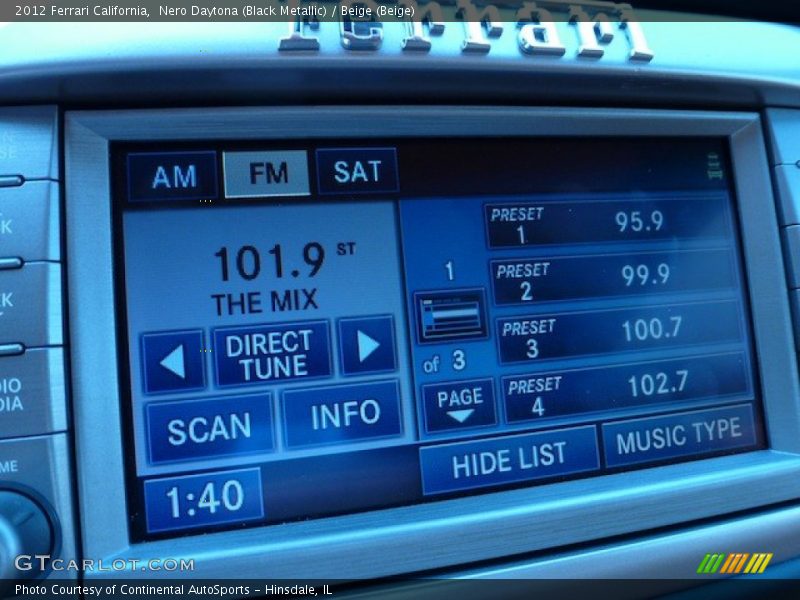 2012 Ferrari California, Nero Daytona (Black Metallic) / Beige (Beige)
Ferrari
AM FM SAT
101.9 ST
THE MIX
DIRECT
TUNE
SCAN INFO
1:40
1
of 3
PAGE
PRESET
1 95.9
PRESET
2 99.9
PRESET
3 100.7
PRESET
4 102.7
HIDE LIST MUSIC TYPE
GTCARLOT.COM
Photo Courtesy of Continental AutoSports - Hinsdale, IL